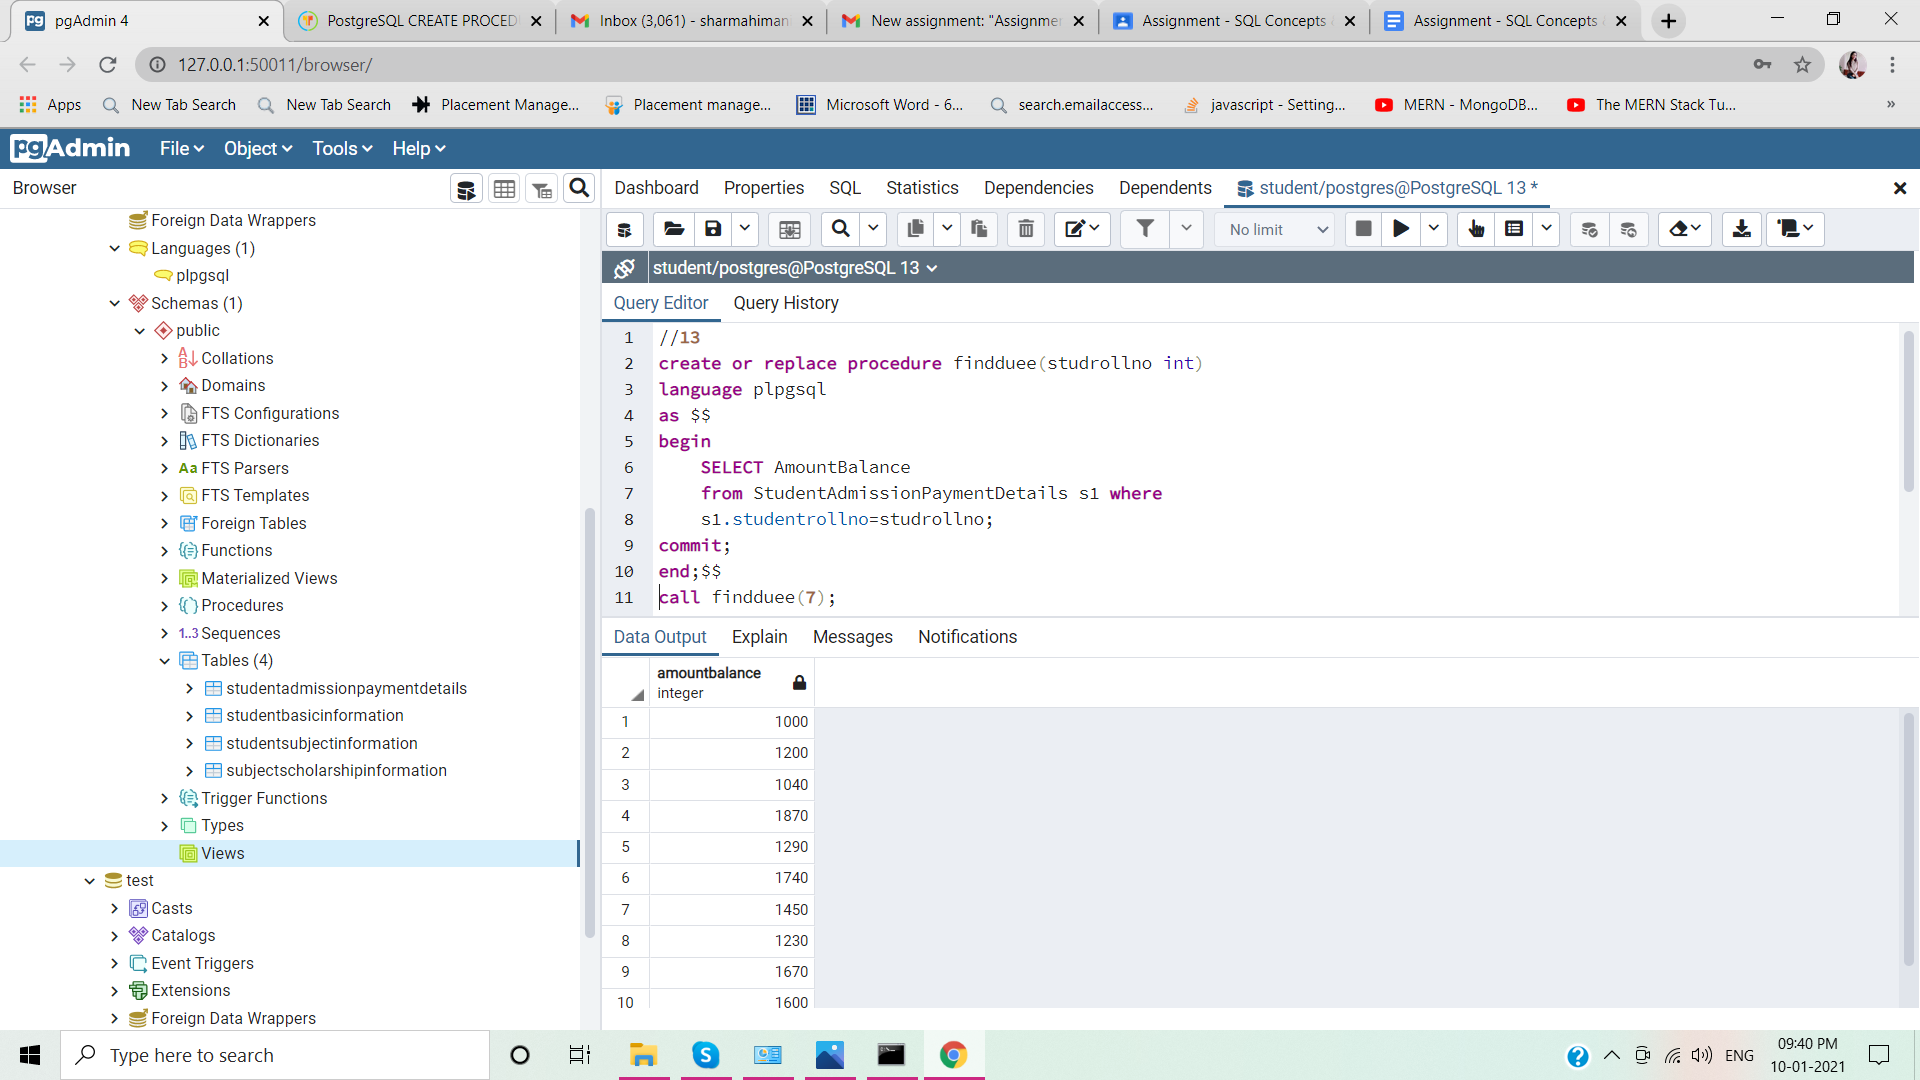 pgAdmin 4
PostgreSQL CREATE PROCED
Inbox (3,061) - sharmahiman
New assignment: "Assignmer
Assignment - SQL Concepts
Assignment - SQL Concepts
127.0.0.1:50011/browser/
Apps
New Tab Search
New Tab Search
Placement Manage...
Placement manage...
Microsoft Word - 6...
search.emailaccess...
javascript - Setting...
MERN - MongoDB...
The MERN Stack Tu...
»
pgAdmin
File
Object
Tools
Help
Browser
Dashboard
Properties
SQL
Statistics
Dependencies
Dependents
student/postgres@PostgreSQL 13 *
No limit
student/postgres@PostgreSQL 13
Query Editor
Query History
Foreign Data Wrappers
Languages (1)
plpgsql
Schemas (1)
public
Collations
Domains
FTS Configurations
FTS Dictionaries
Aa FTS Parsers
FTS Templates
Foreign Tables
Functions
Materialized Views
Procedures
1..3 Sequences
Tables (4)
studentadmissionpaymentdetails
studentbasicinformation
studentsubjectinformation
subjectscholarshipinformation
Trigger Functions
Types
Views
test
Casts
Catalogs
Event Triggers
Extensions
Foreign Data Wrappers
1 //13
2 create or replace procedure findduee(studrollno int)
3 language plpgsql
4 as $$
5 begin
6 SELECT AmountBalance
7 from StudentAdmissionPaymentDetails s1 where
8 s1.studentrollno=studrollno;
9 commit;
10 end;$$
11 call findduee(7);
Data Output
Explain
Messages
Notifications
amountbalance
integer
1 1000
2 1200
3 1040
4 1870
5 1290
6 1740
7 1450
8 1230
9 1670
10 1600
Type here to search
ENG
09:40 PM
10-01-2021